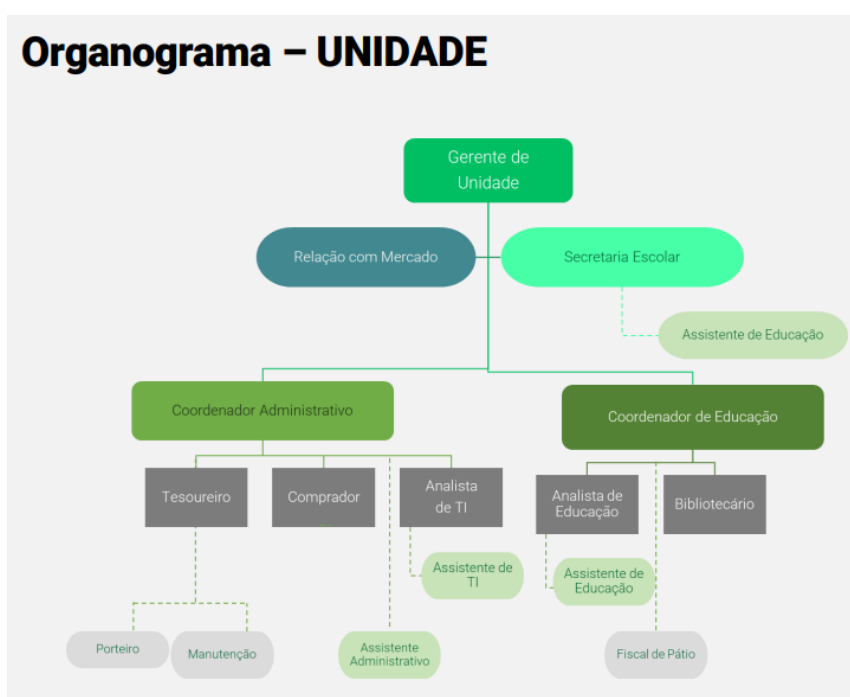 Organograma – UNIDADE
Gerente de
Unidade
Relação com Mercado
Secretaria Escolar
Assistente de Educação
Coordenador Administrativo
Coordenador de Educação
Tesoureiro
Comprador
Analista
de TI
Analista de
Educação
Bibliotecário
Assistente de
TI
Assistente de
Educação
Porteiro
Manutenção
Assistente
Administrativo
Fiscal de Pátio